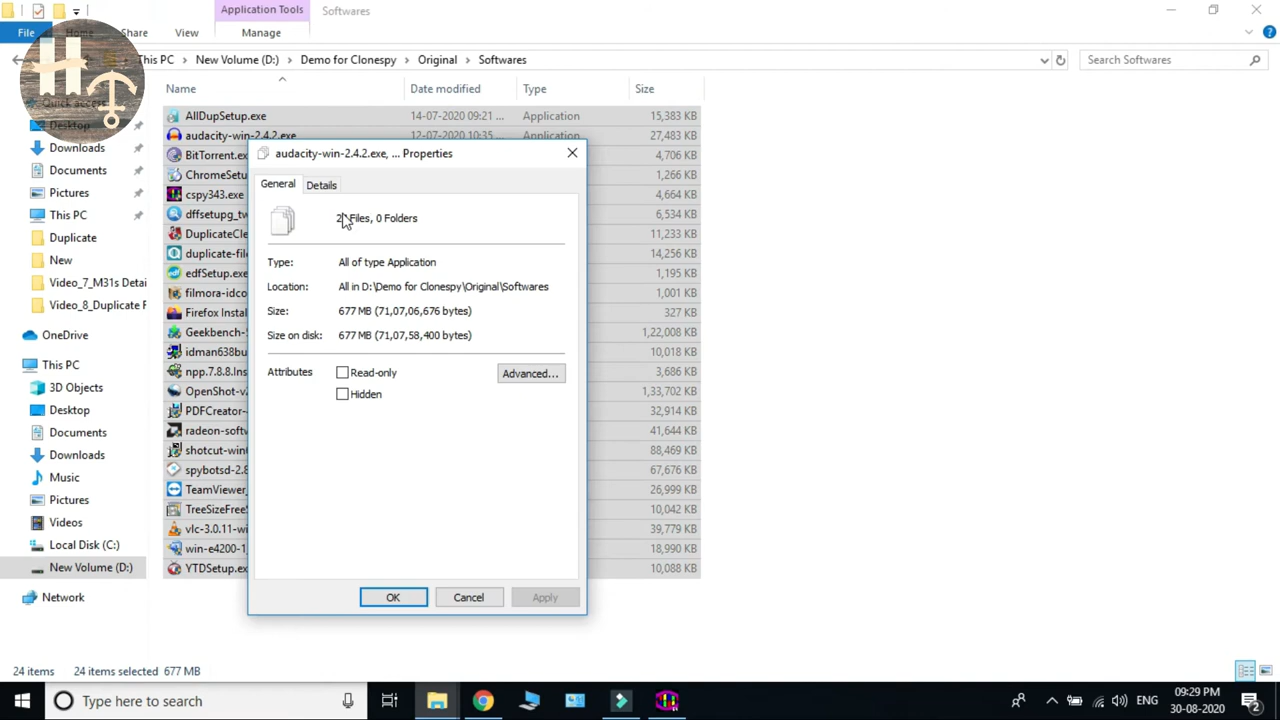 Application Tools
Softwares
File
Home
Share
View
Manage
This PC
New Volume (D:)
Demo for Clonespy
Original
Softwares
Search Softwares
Name
Date modified
Type
Size
Quick access
Desktop
Downloads
Documents
Pictures
This PC
Duplicate
New
Video_7_M31s Detai
Video_8_Duplicate F
OneDrive
This PC
3D Objects
Desktop
Documents
Downloads
Music
Pictures
Videos
Local Disk (C:)
New Volume (D:)
Network
AllDupSetup.exe 14-07-2020 09:21 ... Application 15,383 KB
audacity-win-2.4.2.exe 12-07-2020 10:35 ... Application 27,483 KB
BitTorrent.ex 4,706 KB
ChromeSetu 1,266 KB
cspy343.exe 4,664 KB
dffsetupg_tw 6,534 KB
DuplicateCle 11,233 KB
duplicate-fil 9,256 KB
edfSetup.exe 1,195 KB
filmora-idco 1,001 KB
Firefox Instal 327 KB
Geekbench- 1,22,008 KB
idman638bu 10,018 KB
npp.7.8.8.Ins 3,686 KB
OpenShot-v2 1,33,702 KB
PDFCreator- 32,914 KB
radeon-softw 41,644 KB
shotcut-win6 88,469 KB
spybotsd-2.8 67,676 KB
TeamViewer_ 26,999 KB
TreeSizeFreeS 10,042 KB
vlc-3.0.11-wi 39,779 KB
win-e4200-1_ 18,990 KB
YTDSetup.ex 10,088 KB
audacity-win-2.4.2.exe, ... Properties
General
Details
Files, 0 Folders
Type: All of type Application
Location: All in D:\Demo for Clonespy\Original\Softwares
Size: 677 MB (71,07,06,676 bytes)
Size on disk: 677 MB (71,07,58,400 bytes)
Attributes
Read-only
Advanced...
Hidden
OK
Cancel
Apply
24 items
24 items selected 677 MB
Type here to search
ENG
09:29 PM
30-08-2020
2